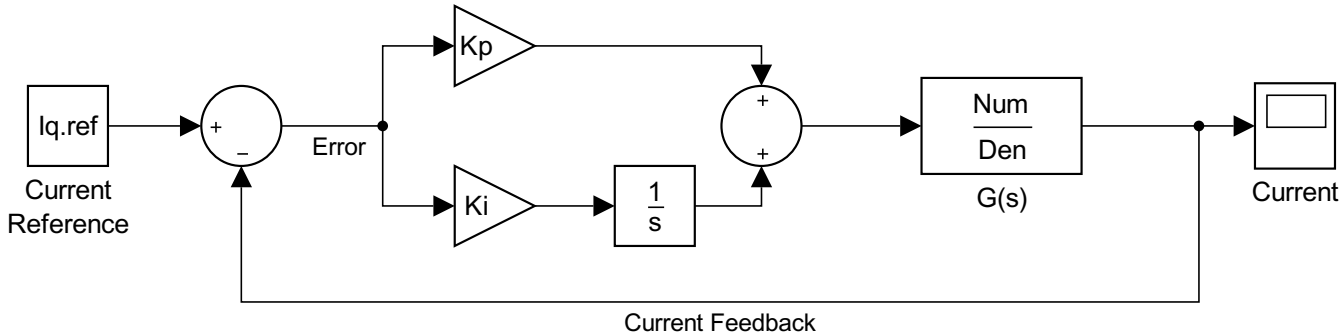 Iq.ref
Current
Reference
+
−
Error
Kp
Ki
1
s
+
+
Num
Den
G(s)
Current
Current Feedback